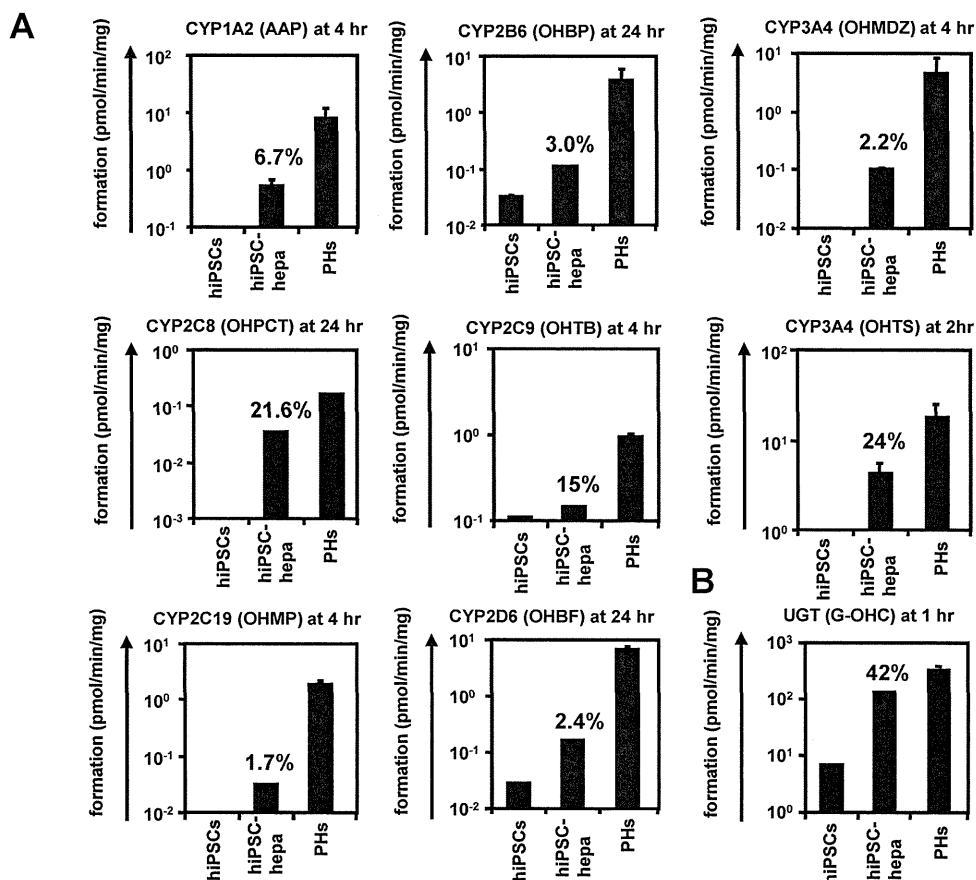 A
CYP1A2 (AAP) at 4 hr
formation (pmol/min/mg)
10²
10¹
10⁰
10⁻¹
6.7%
hiPSCs
hiPSC-
hepa
PHs
CYP2B6 (OHBP) at 24 hr
formation (pmol/min/mg)
10¹
10⁰
10⁻¹
10⁻²
3.0%
hiPSCs
hiPSC-
hepa
PHs
CYP3A4 (OHMDZ) at 4 hr
formation (pmol/min/mg)
10¹
10⁰
10⁻¹
10⁻²
2.2%
hiPSCs
hiPSC-
hepa
PHs
CYP2C8 (OHPCT) at 24 hr
formation (pmol/min/mg)
10⁰
10⁻¹
10⁻²
10⁻³
21.6%
hiPSCs
hiPSC-
hepa
PHs
CYP2C9 (OHTB) at 4 hr
formation (pmol/min/mg)
10¹
10⁰
10⁻¹
15%
hiPSCs
hiPSC-
hepa
PHs
CYP3A4 (OHTS) at 2hr
formation (pmol/min/mg)
10²
10¹
10⁰
24%
hiPSCs
hiPSC-
hepa
PHs
CYP2C19 (OHMP) at 4 hr
formation (pmol/min/mg)
10¹
10⁰
10⁻¹
10⁻²
1.7%
hiPSCs
hiPSC-
hepa
PHs
CYP2D6 (OHBF) at 24 hr
formation (pmol/min/mg)
10¹
10⁰
10⁻¹
10⁻²
2.4%
hiPSCs
hiPSC-
hepa
PHs
B
UGT (G-OHC) at 1 hr
formation (pmol/min/mg)
10³
10²
10¹
10⁰
42%
hiPSCs
hiPSC-
hepa
PHs